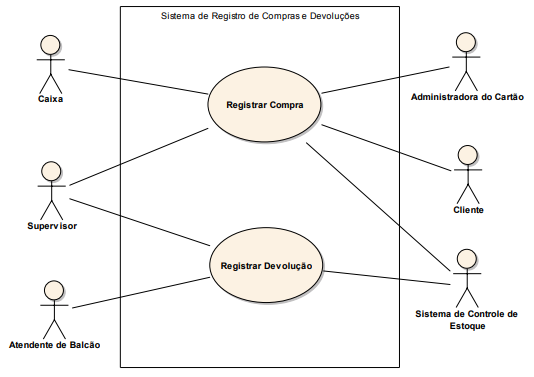 Sistema de Registro de Compras e Devoluções
Caixa
Registrar Compra
Administradora do Cartão
Supervisor
Cliente
Registrar Devolução
Atendente de Balcão
Sistema de Controle de
Estoque